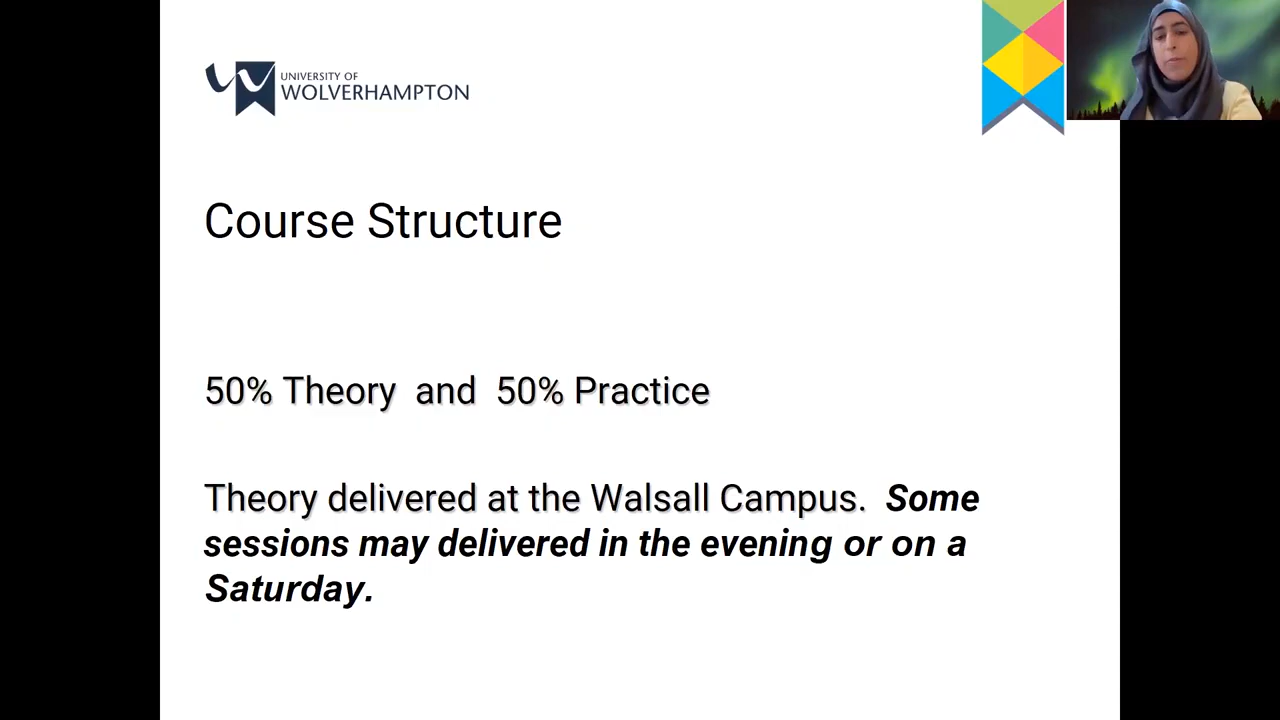 UNIVERSITY OF
WOLVERHAMPTON
Course Structure
50% Theory and 50% Practice
Theory delivered at the Walsall Campus. Some
sessions may delivered in the evening or on a
Saturday.